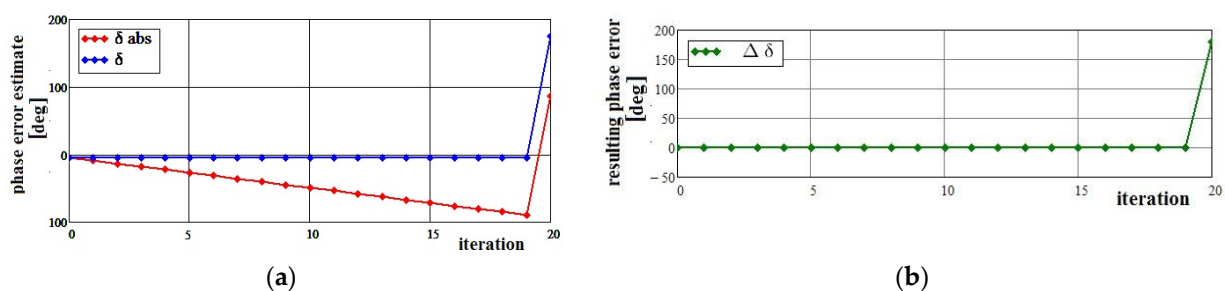 200
100
0
100
0
5
10
15
20
phase error estimate
[deg]
iteration
δ abs
δ
(a)
200
150
100
50
0
−50
0
5
10
15
20
resulting phase error
[deg]
iteration
Δ δ
(b)